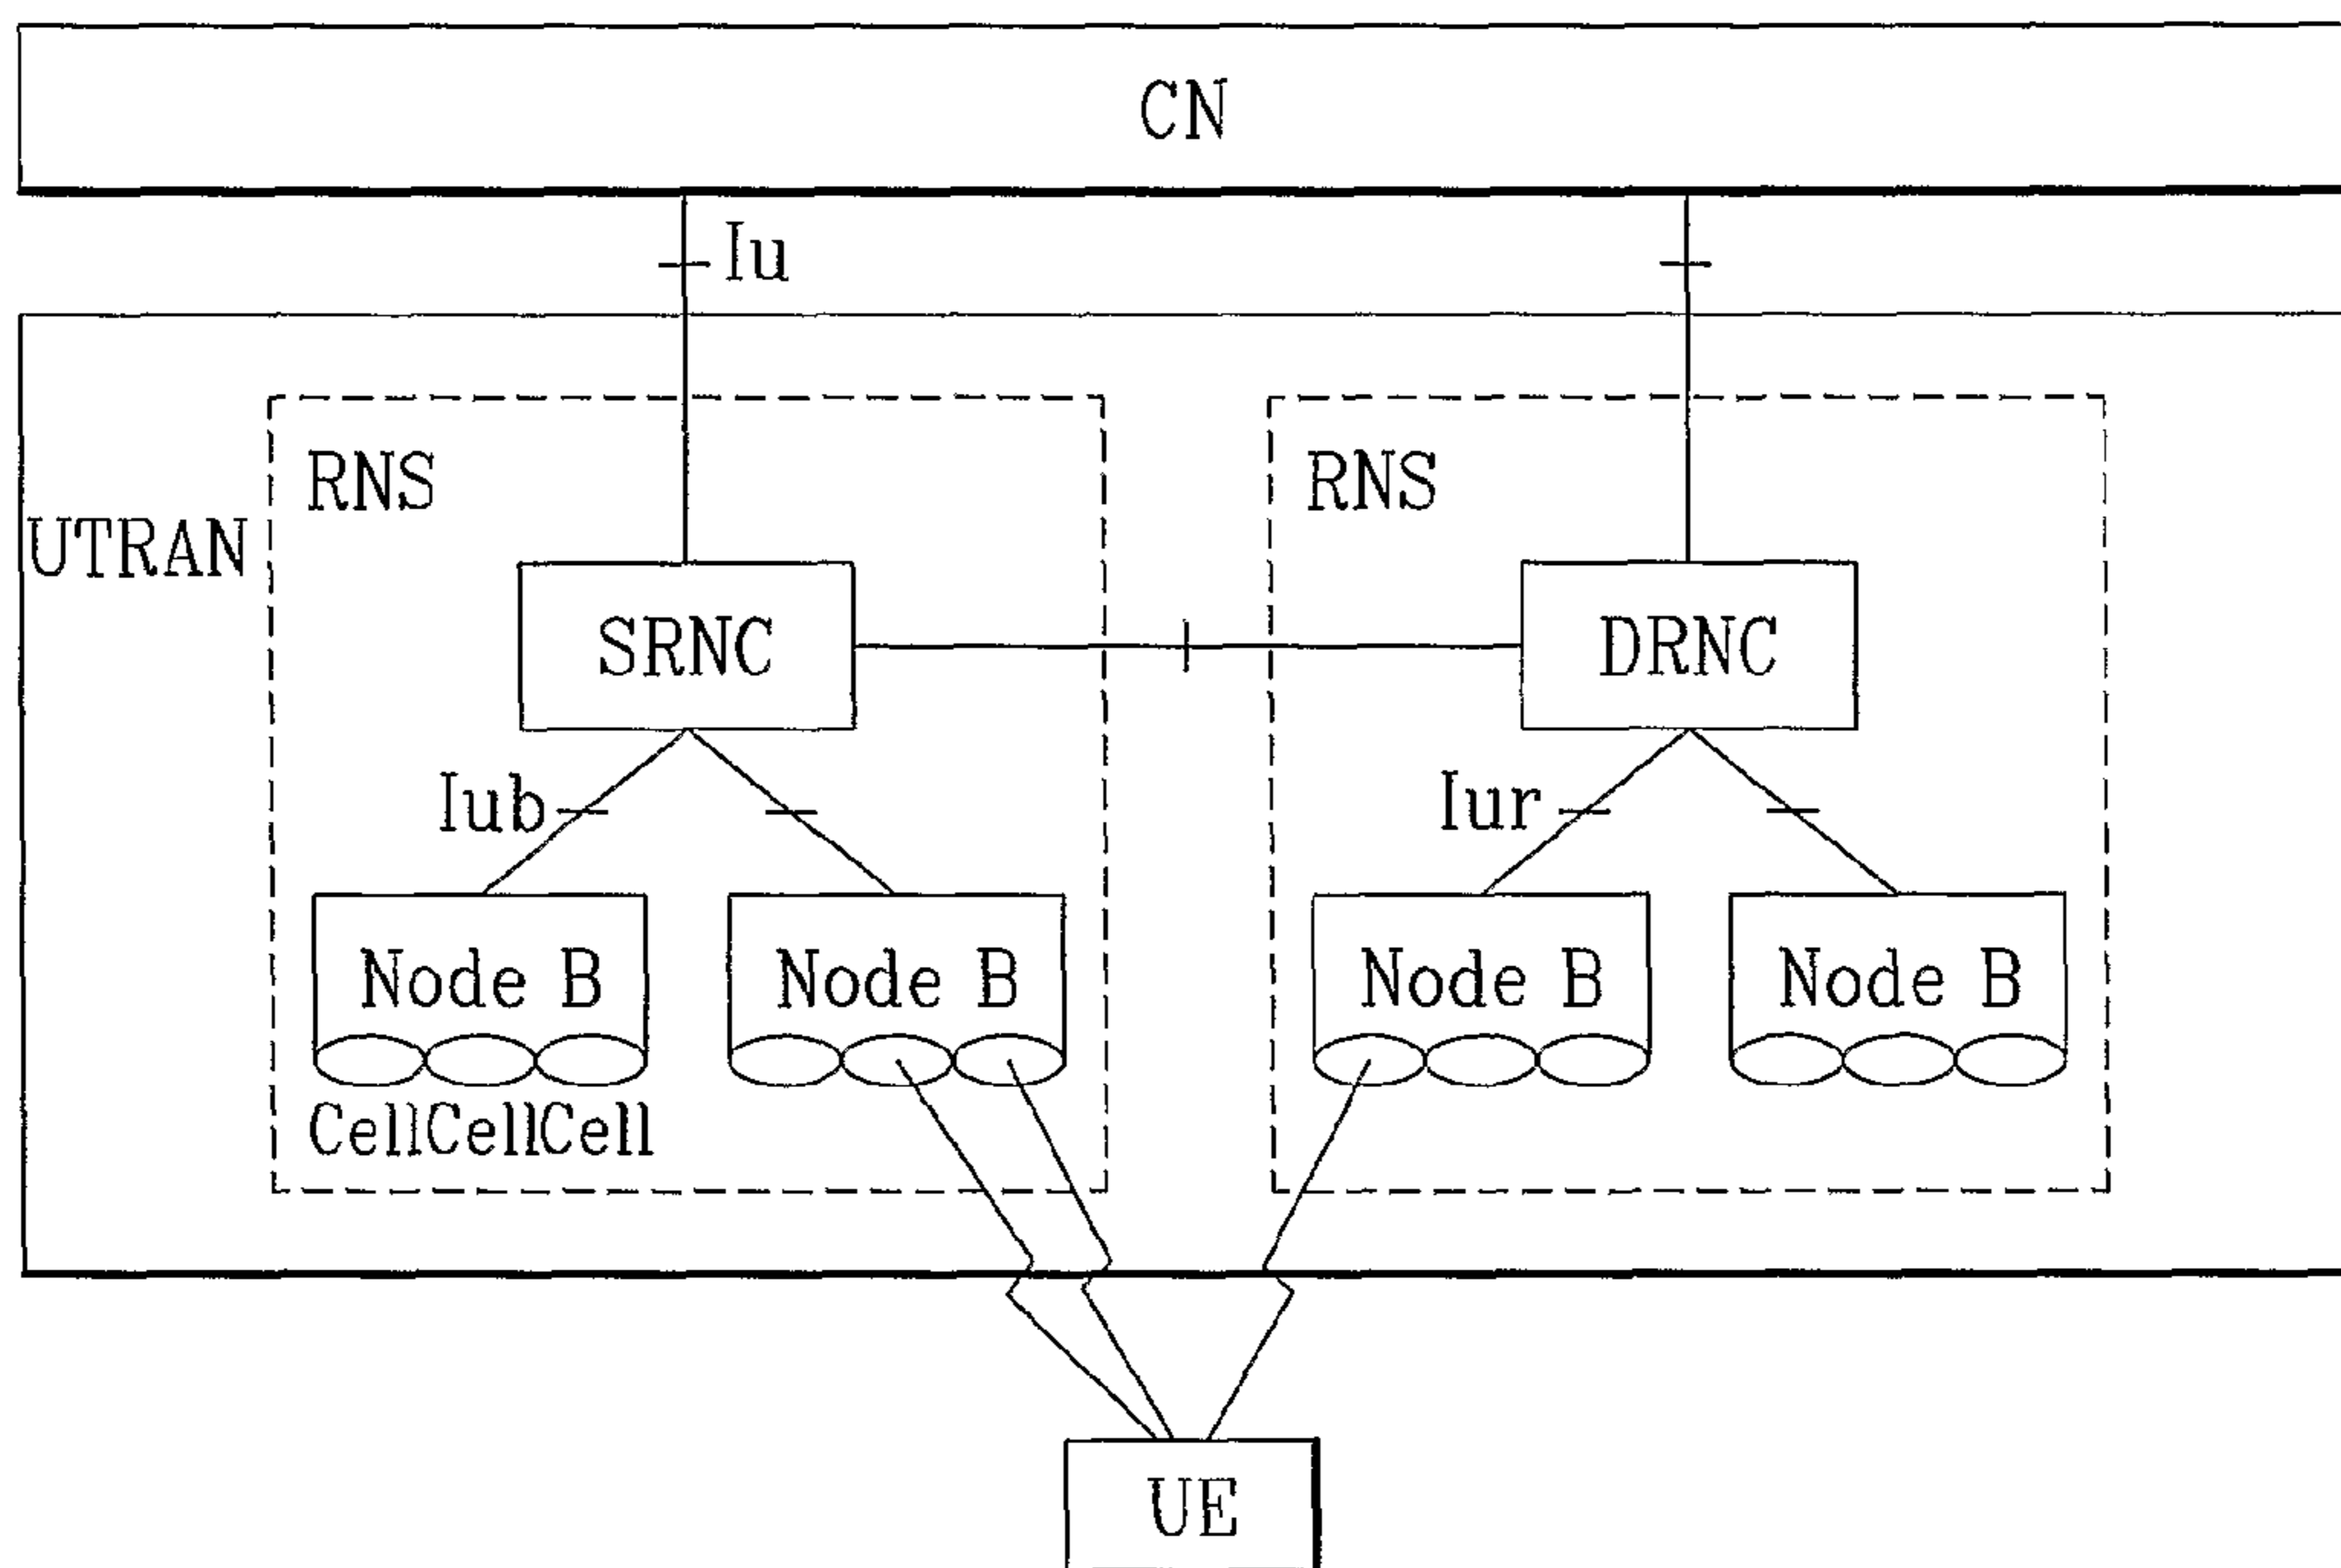 CN
Iu
RNS
RNS
UTRAN
SRNC
DRNC
Iub
Iur
Node B
Node B
Node B
Node B
CellCellCell
UE